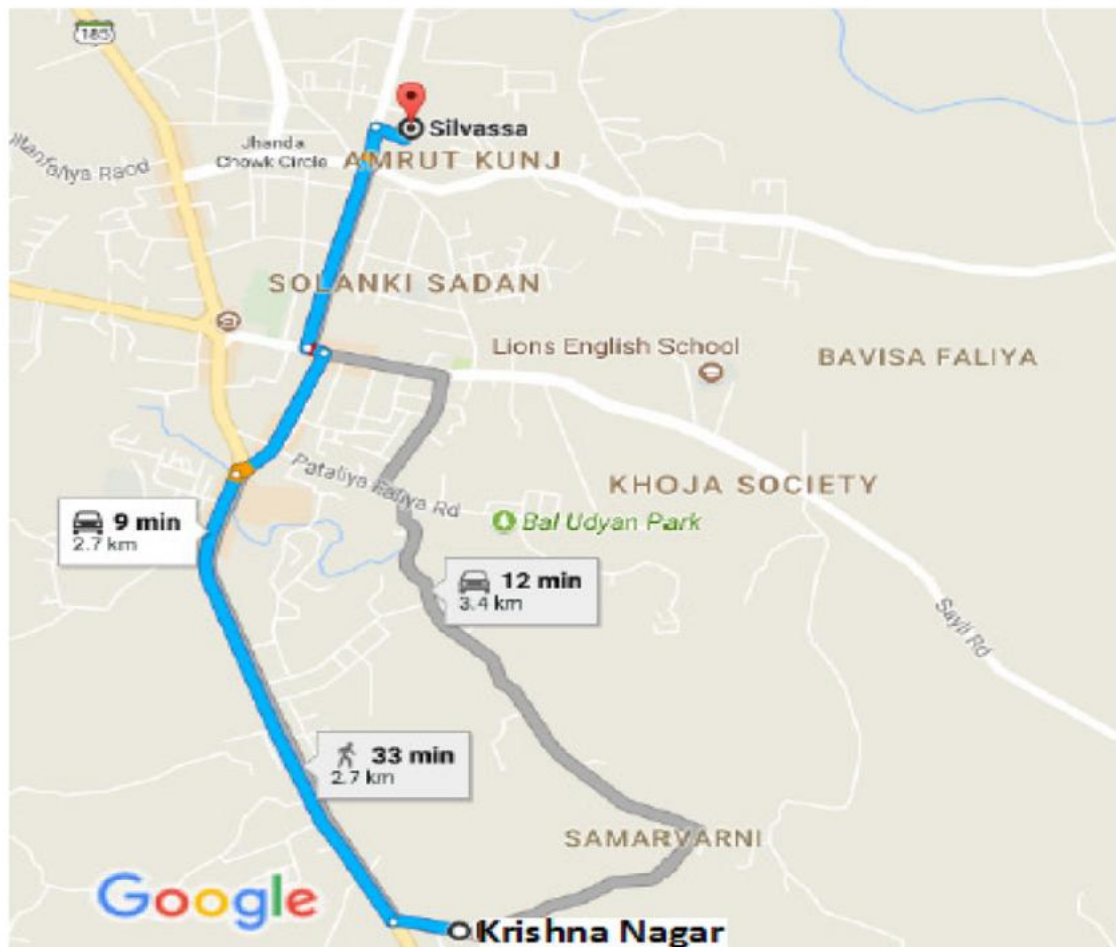 185
Silvassa
Jhanda
Chowk Circle
AMRUT KUNJ
SOLANKI SADAN
Lions English School
BAVISA FALIYA
Pataliya Faliya Rd
KHOJA SOCIETY
9 min
2.7 km
Bal Udyan Park
12 min
3.4 km
Sayli Rd
33 min
2.7 km
SAMARVARNI
Google
Krishna Nagar